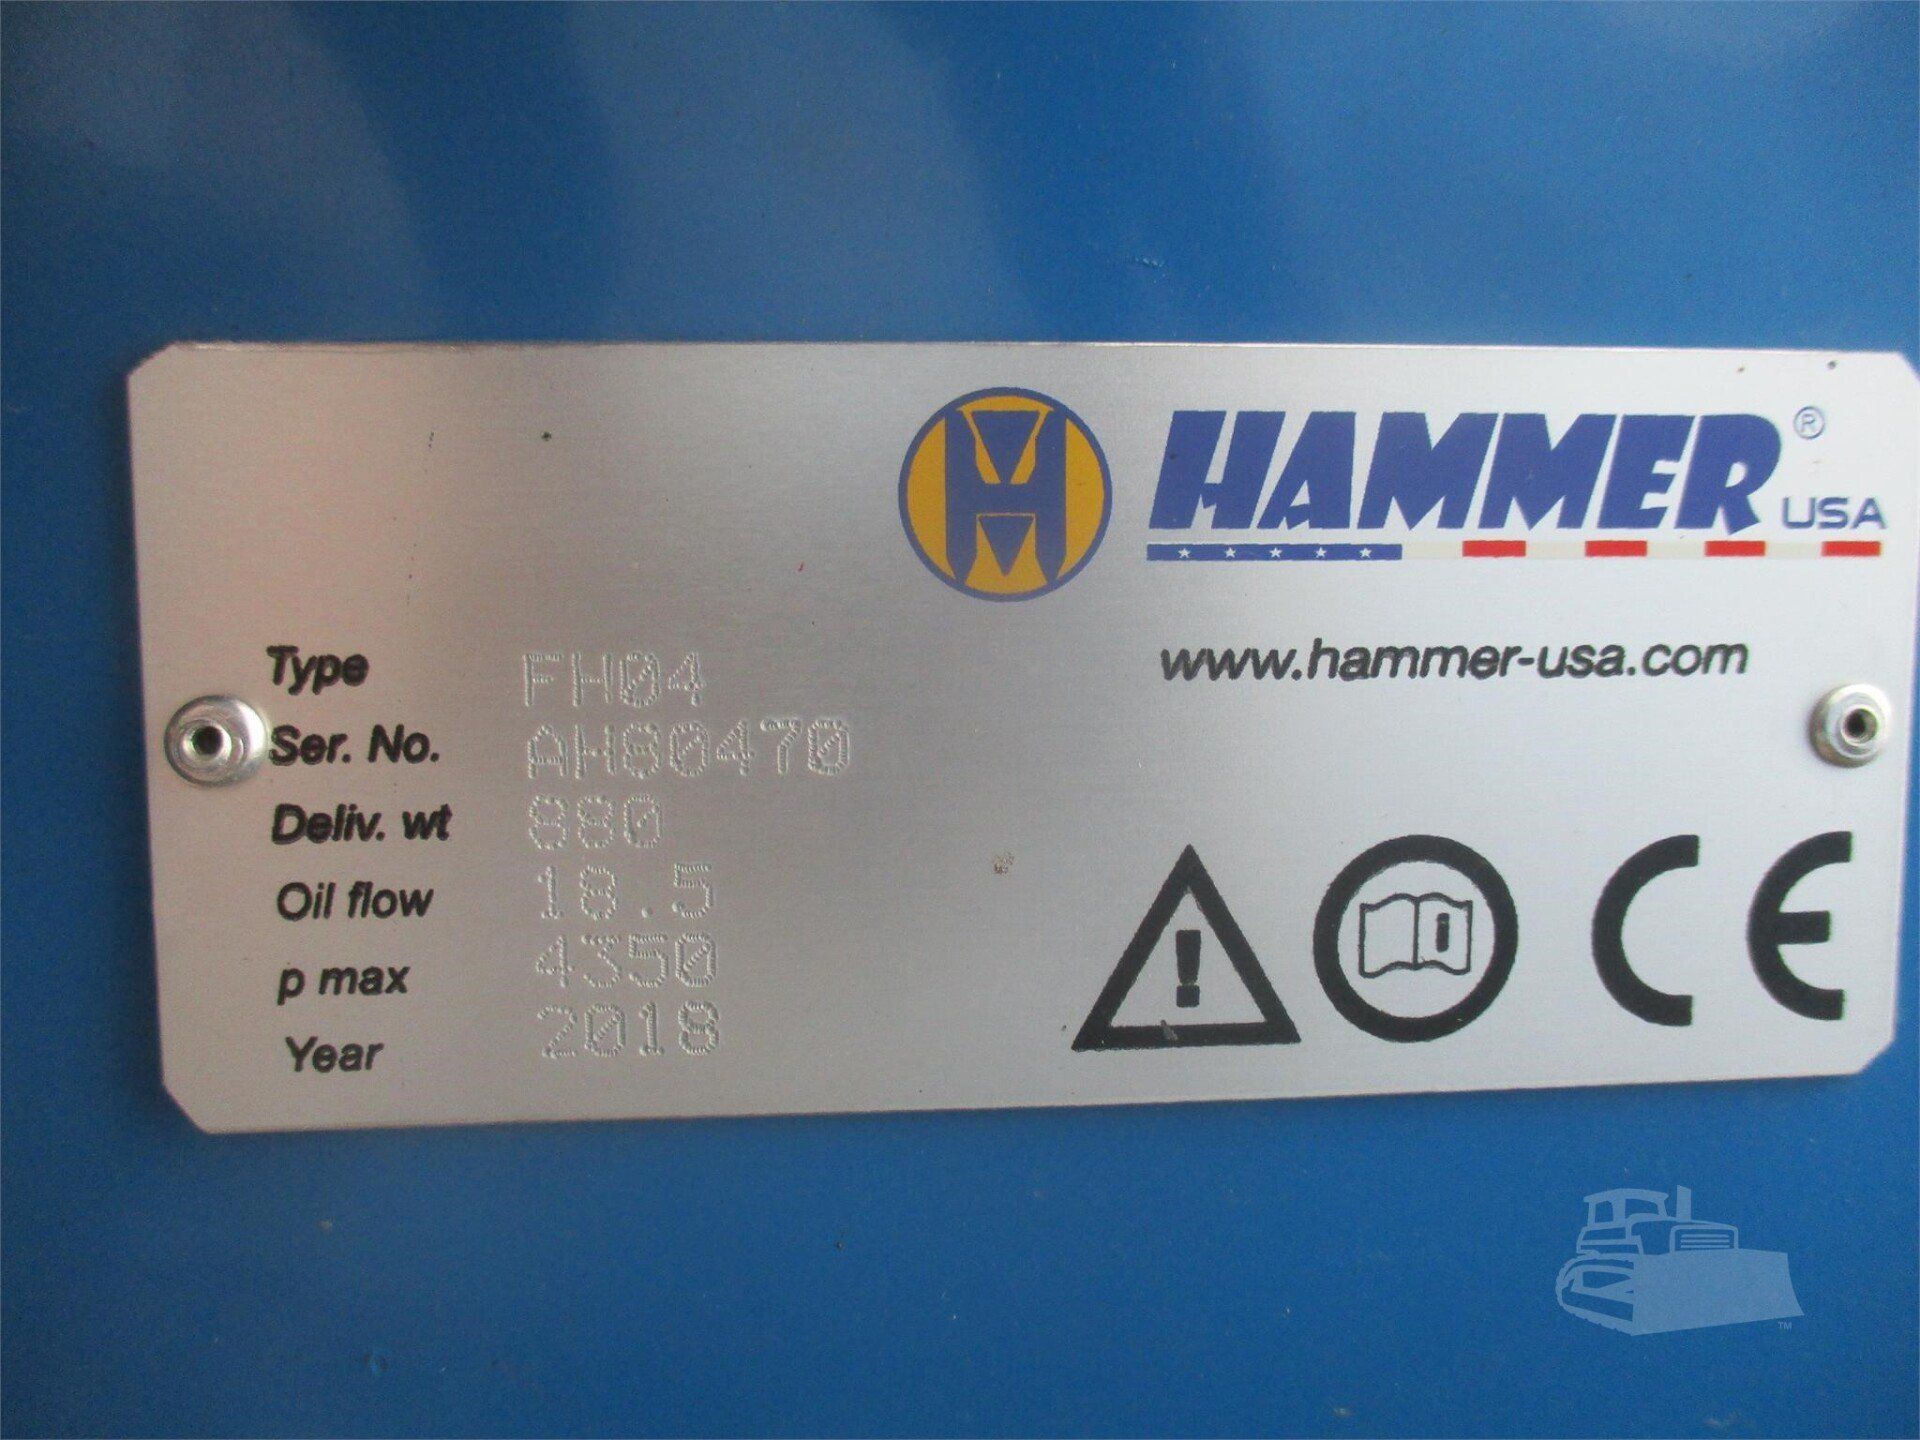 HAMMER®
USA
www.hammer-usa.com
Type FH04
Ser. No. AH80470
Deliv. wt 880
Oil flow 18.5
p max 4350
Year 2018
CE
TM